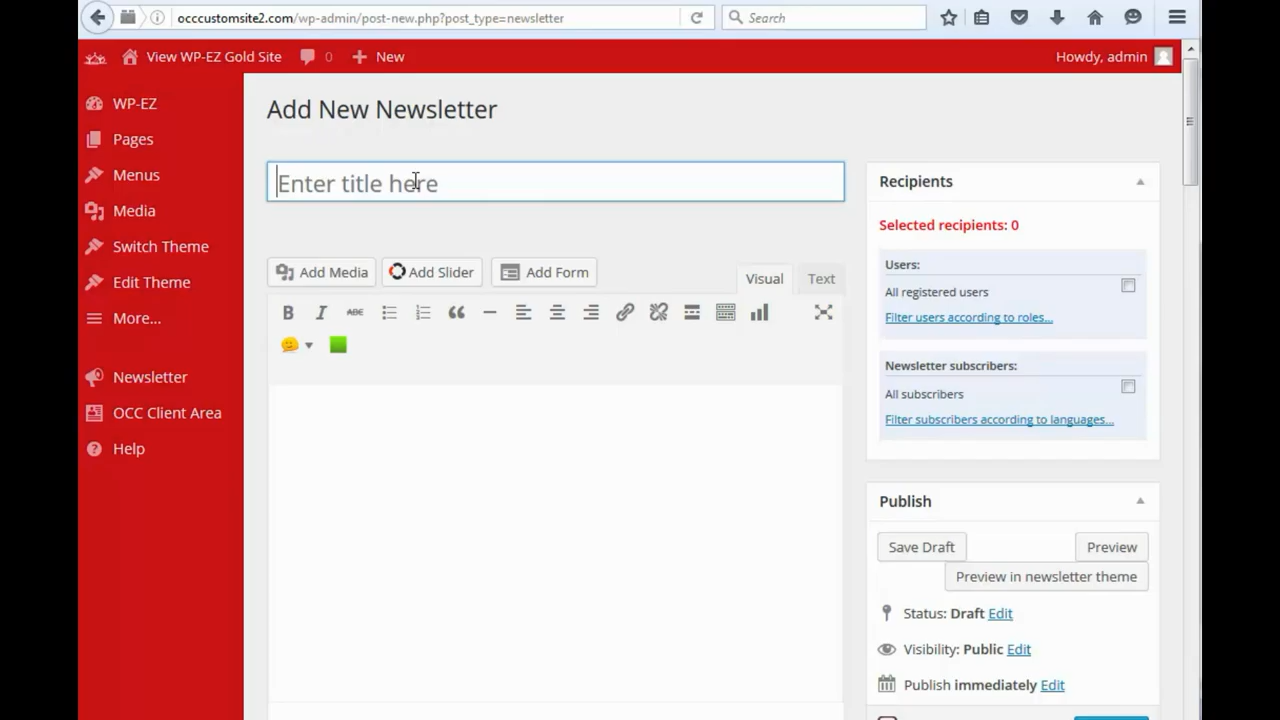 occcustomsite2.com/wp-admin/post-new.php?post_type=newsletter
Search
View WP-EZ Gold Site
0
New
Howdy, admin
WP-EZ
Pages
Menus
Media
Switch Theme
Edit Theme
More...
Newsletter
OCC Client Area
Help
Add New Newsletter
Enter title here
Add Media
Add Slider
Add Form
Visual
Text
B I ABC
Recipients
Selected recipients: 0
Users:
All registered users
Filter users according to roles...
Newsletter subscribers:
All subscribers
Filter subscribers according to languages...
Publish
Save Draft
Preview
Preview in newsletter theme
Status: Draft Edit
Visibility: Public Edit
Publish immediately Edit